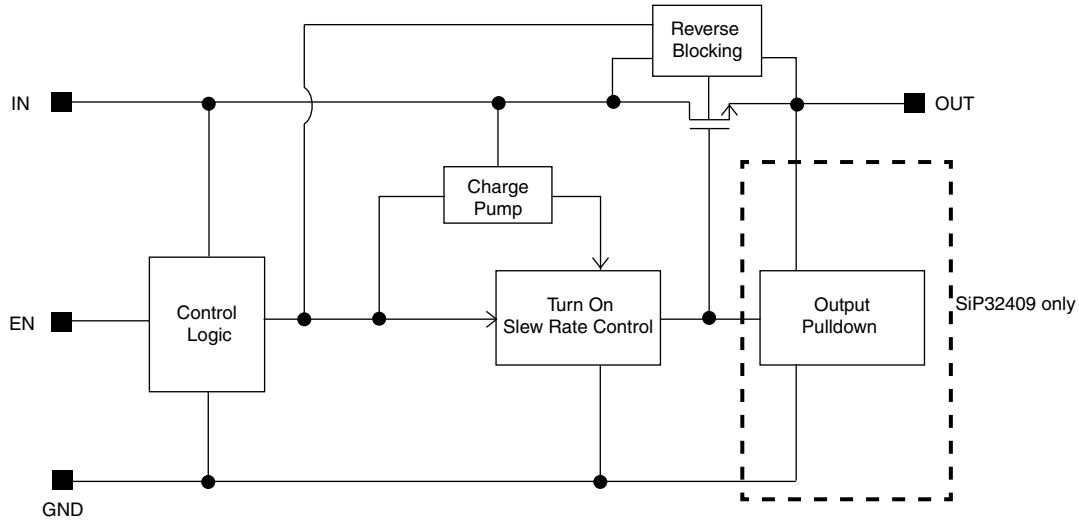 Reverse
Blocking
IN
OUT
Charge
Pump
Control
Logic
Turn On
Slew Rate Control
Output
Pulldown
SiP32409 only
EN
GND